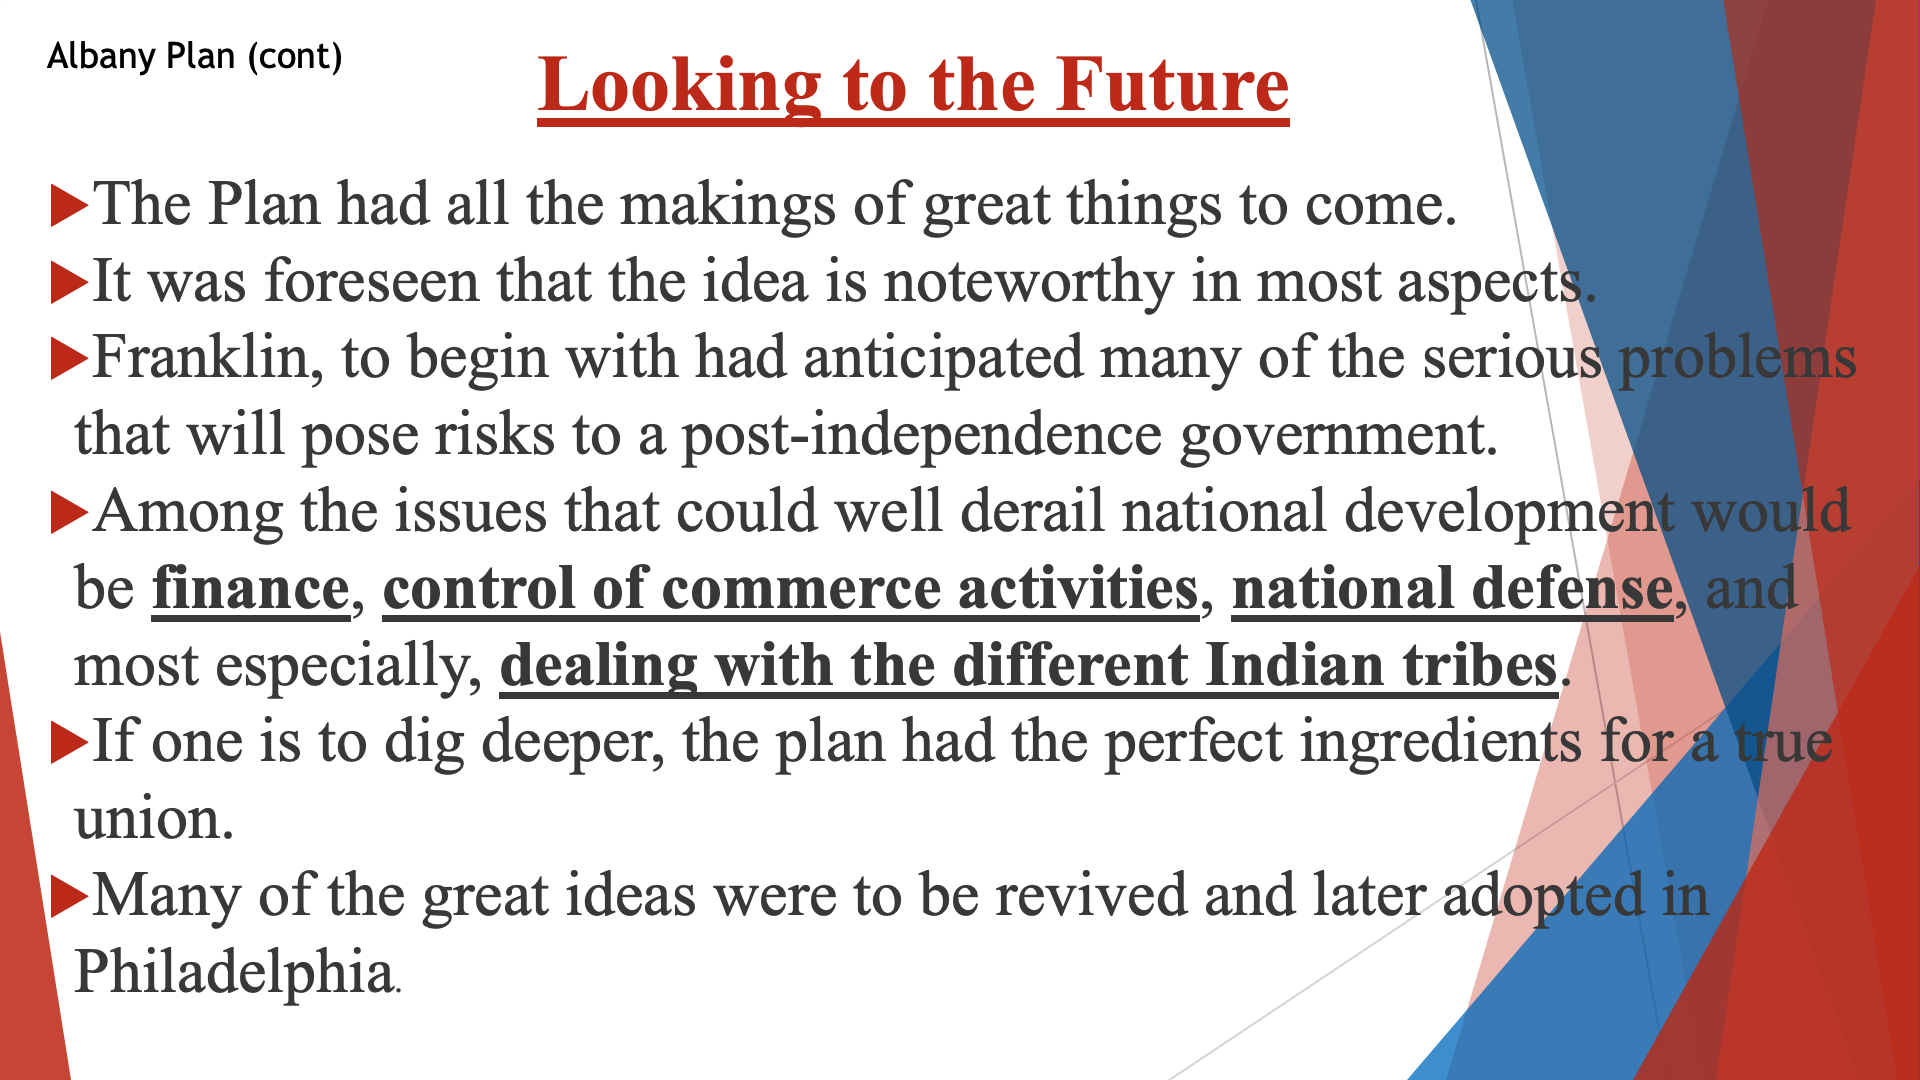 Albany Plan (cont)
Looking to the Future
The Plan had all the makings of great things to come.
It was foreseen that the idea is noteworthy in most aspects.
Franklin, to begin with had anticipated many of the serious problems
that will pose risks to a post-independence government.
Among the issues that could well derail national development would
be finance, control of commerce activities, national defense, and
most especially, dealing with the different Indian tribes.
If one is to dig deeper, the plan had the perfect ingredients for a true
union.
Many of the great ideas were to be revived and later adopted in
Philadelphia.